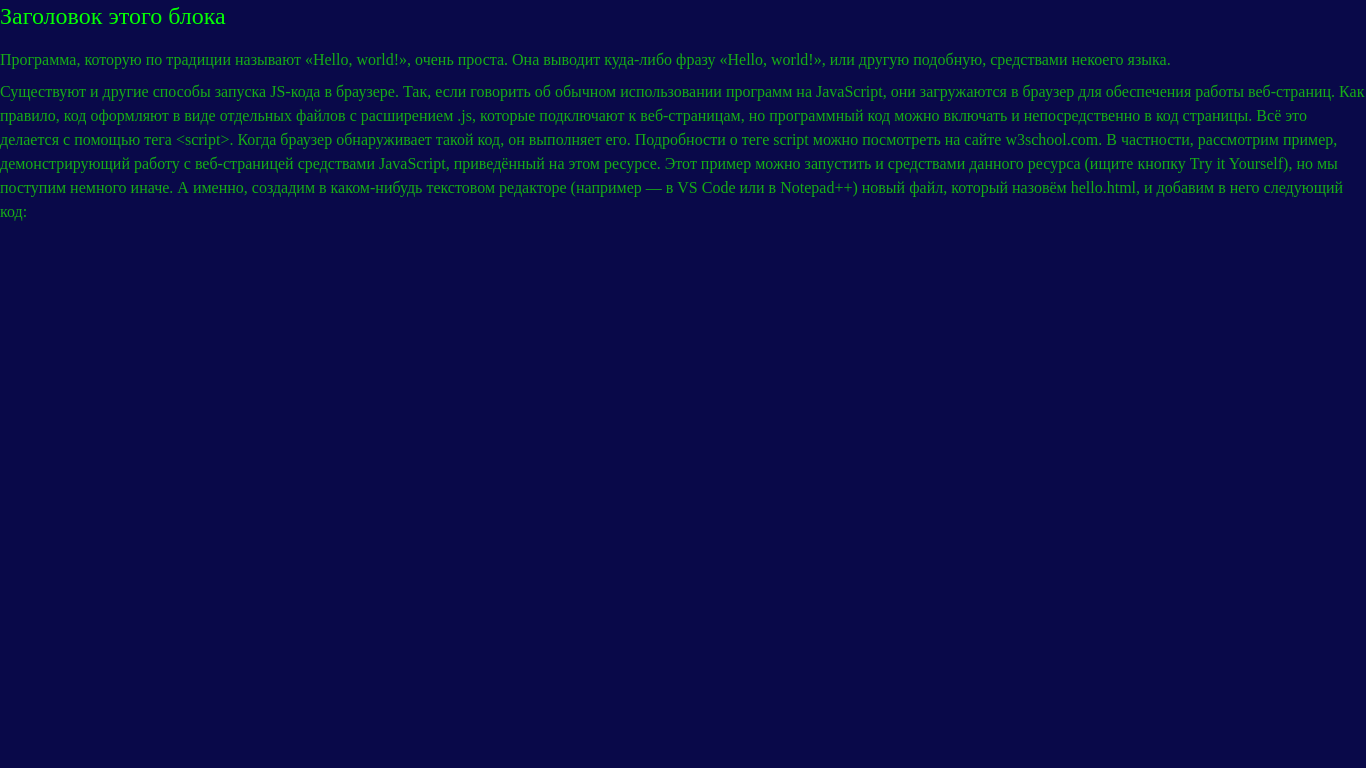 Заголовок этого блока
Программа, которую по традиции называют «Hello, world!», очень проста. Она выводит куда-либо фразу «Hello, world!», или другую подобную, средствами некоего языка.
Существуют и другие способы запуска JS-кода в браузере. Так, если говорить об обычном использовании программ на JavaScript, они загружаются в браузер для обеспечения работы веб-страниц. Как
правило, код оформляют в виде отдельных файлов с расширением .js, которые подключают к веб-страницам, но программный код можно включать и непосредственно в код страницы. Всё это
делается с помощью тега <script>. Когда браузер обнаруживает такой код, он выполняет его. Подробности о теге script можно посмотреть на сайте w3school.com. В частности, рассмотрим пример,
демонстрирующий работу с веб-страницей средствами JavaScript, приведённый на этом ресурсе. Этот пример можно запустить и средствами данного ресурса (ищите кнопку Try it Yourself), но мы
поступим немного иначе. А именно, создадим в каком-нибудь текстовом редакторе (например — в VS Code или в Notepad++) новый файл, который назовём hello.html, и добавим в него следующий
код: